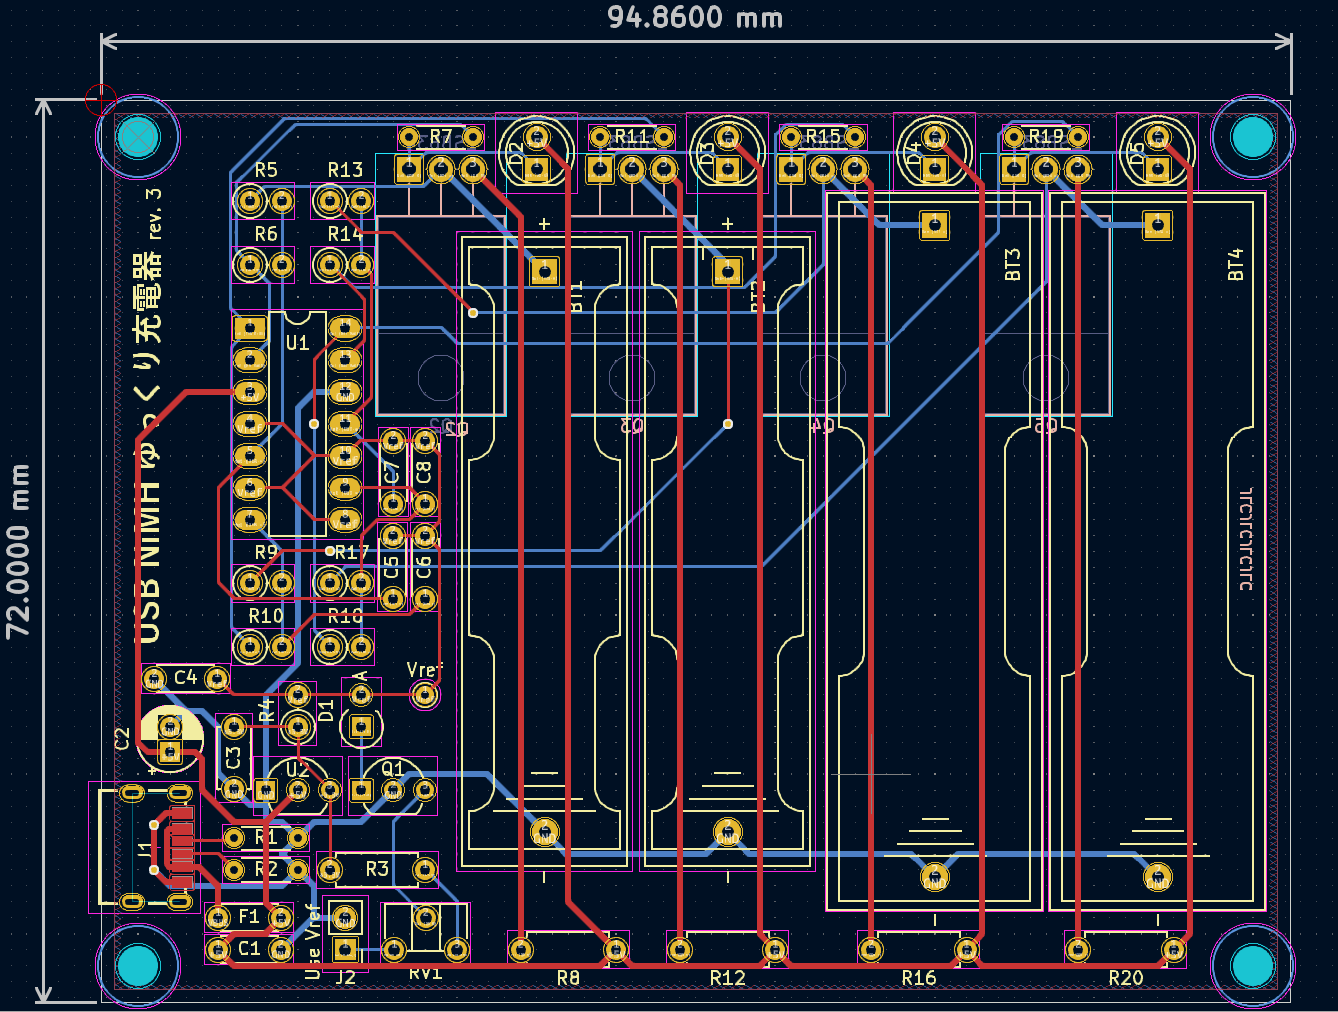 94.8600 mm
72.0000 mm
USB NiMH ゆっくり充電器 rev. 3
R7
D2
R11
D3
R15
D4
R19
D5
R5
R13
R6
R14
U1
BT1
BT2
BT3
BT4
Q2
Q3
Q4
Q5
C7
C8
R9
R17
C5
C6
R10
R18
C4
Vref
R4
D1
A
C2
C3
U2
Q1
J1
R1
R2
R3
F1
C1
Use Vref
J2
RV1
R8
R12
R16
R20
JLCJLCJLCJLC